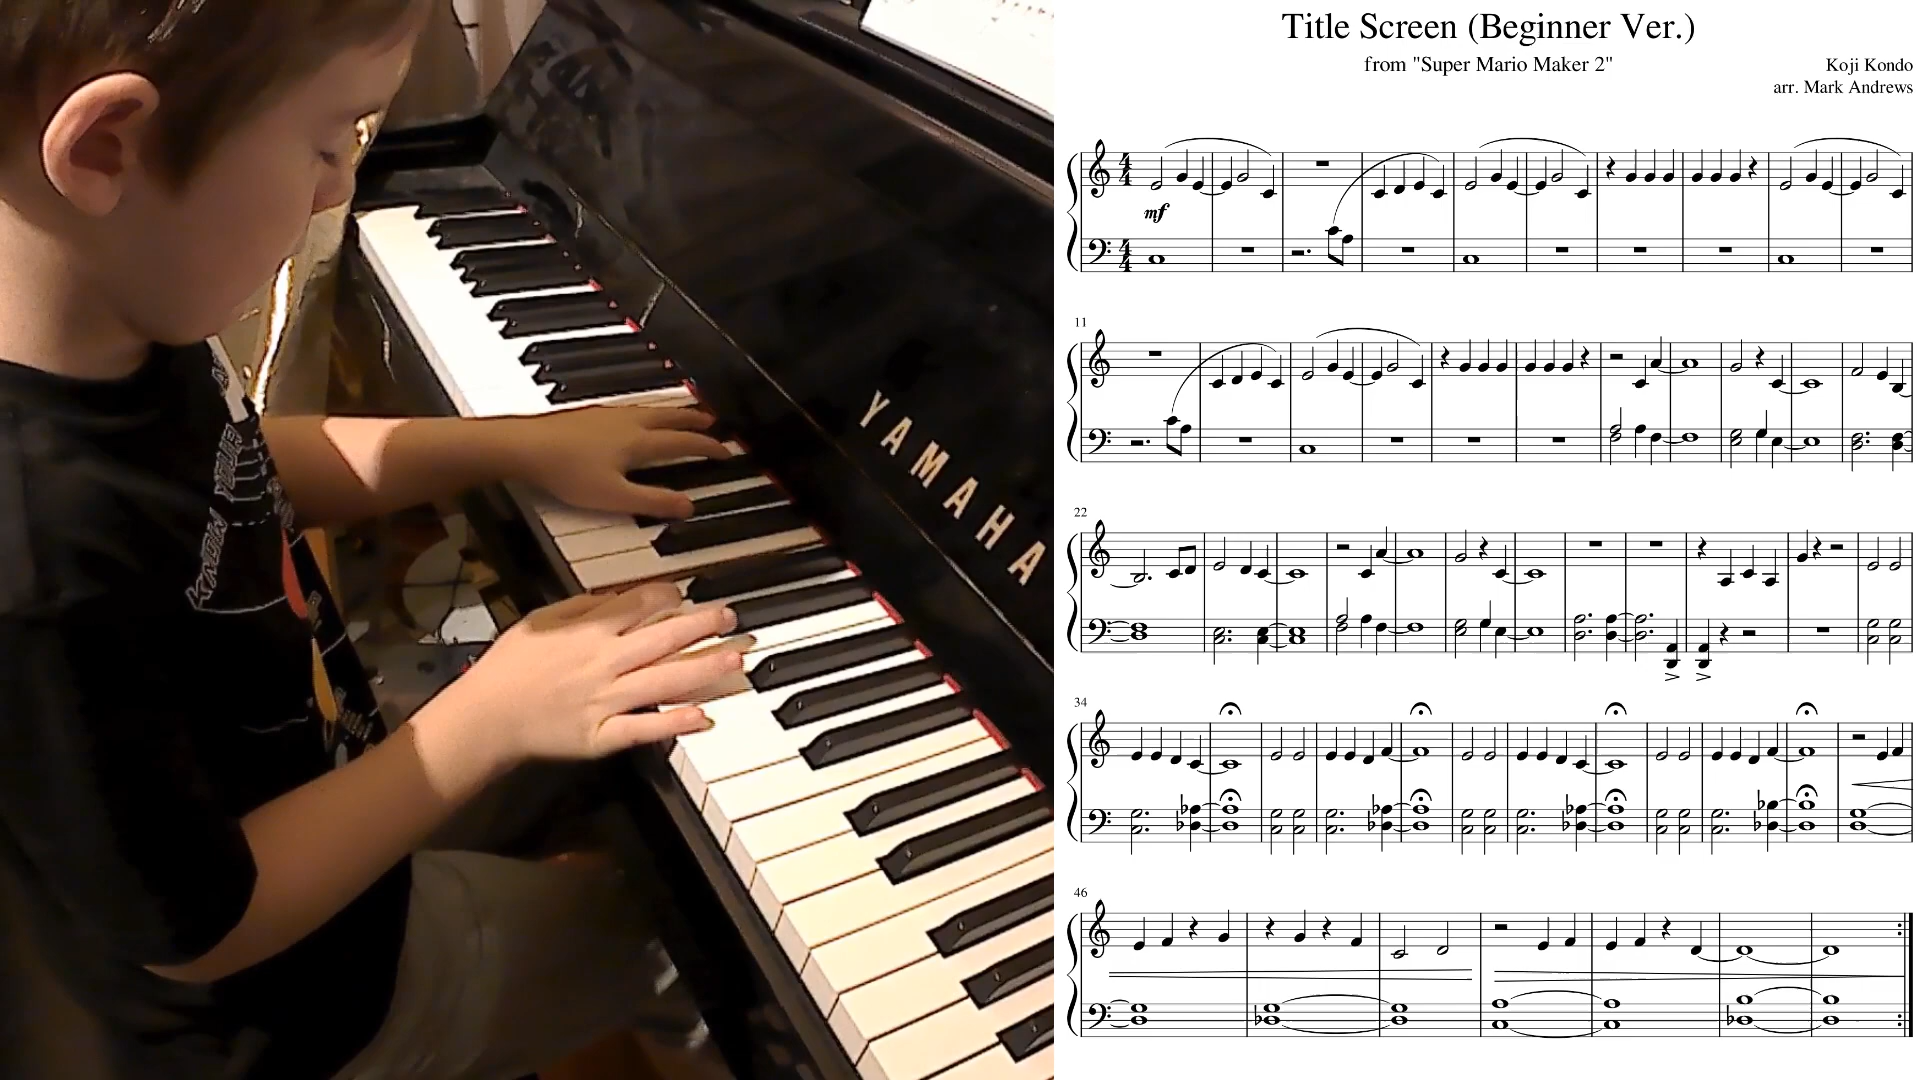 Title Screen (Beginner Ver.)
from "Super Mario Maker 2"
Koji Kondo
arr. Mark Andrews
mf
11
22
34
46
YAMAHA